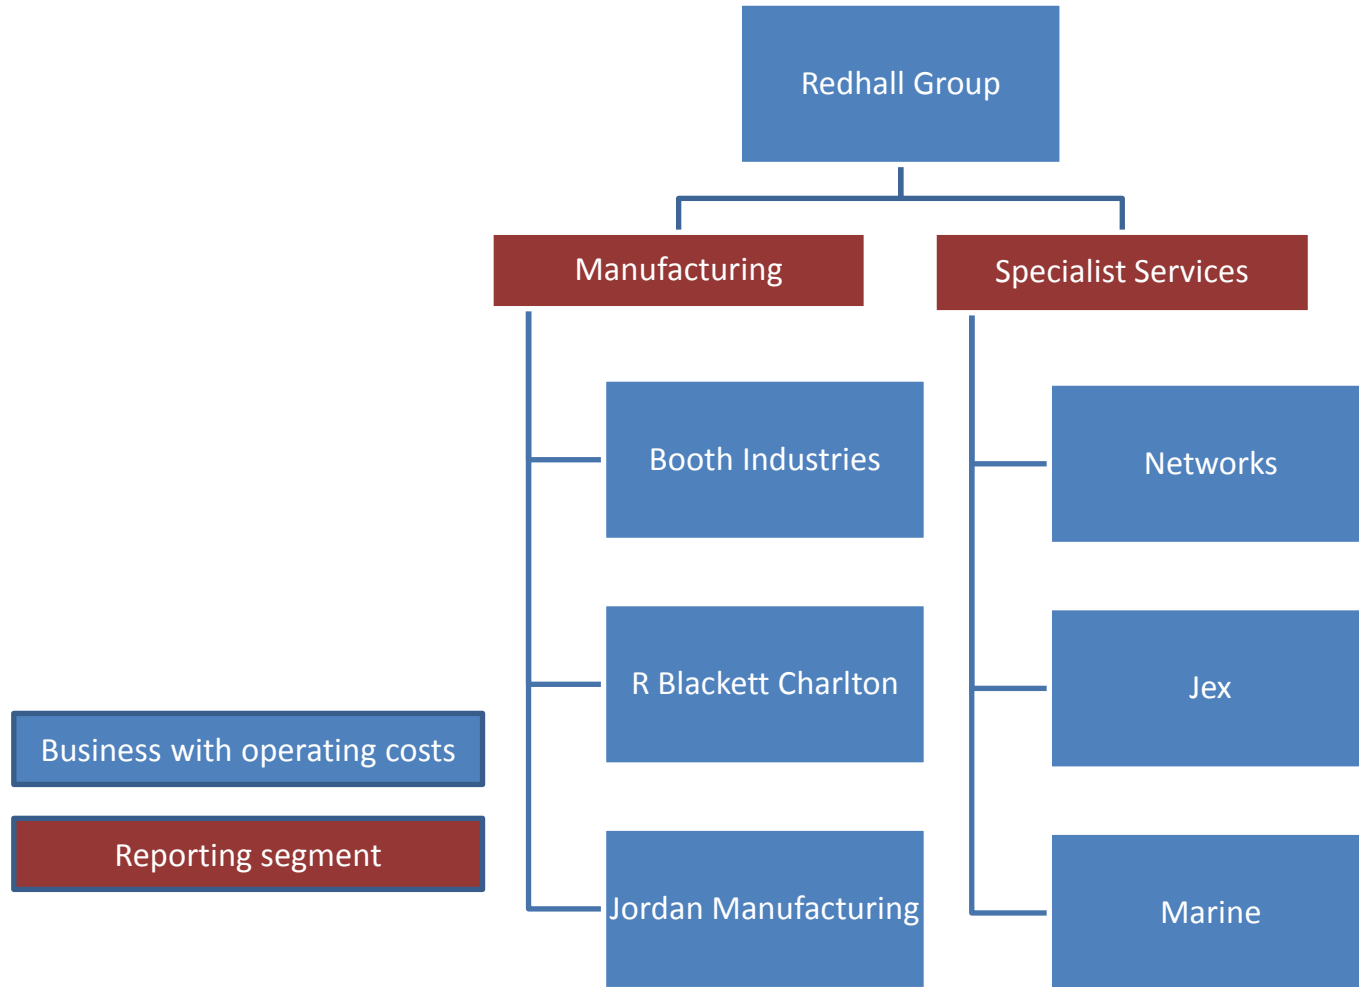 Redhall Group
Manufacturing
Specialist Services
Booth Industries
Networks
R Blackett Charlton
Jex
Business with operating costs
Reporting segment
Jordan Manufacturing
Marine